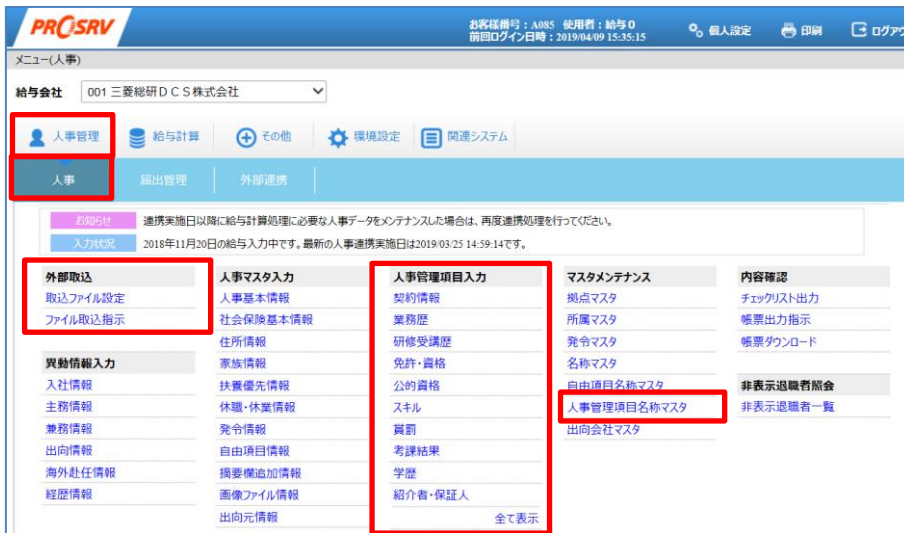 PROSRV
お客様番号：A085 使用者：給与0
前回ログイン日時：2019/04/09 15:35:15
個人設定
印刷
ログアウ
メニュー(人事)
給与会社 001 三菱総研ＤＣＳ株式会社
人事管理 給与計算 その他 環境設定 関連システム
人事 届出管理 外部連携
お知らせ 連携実施日以降に給与計算処理に必要な人事データをメンテナンスした場合は、再度連携処理を行ってください。
入力状況 2018年11月20日の給与入力中です。最新の人事連携実施日は2019/03/25 14:59:14です。
外部取込
取込ファイル設定
ファイル取込指示
異動情報入力
入社情報
主務情報
兼務情報
出向情報
海外赴任情報
経歴情報
人事マスタ入力
人事基本情報
社会保険基本情報
住所情報
家族情報
扶養優先情報
休職・休業情報
発令情報
自由項目情報
摘要欄追加情報
画像ファイル情報
出向元情報
人事管理項目入力
契約情報
業務歴
研修受講歴
免許・資格
公的資格
スキル
賞罰
考課結果
学歴
紹介者・保証人
全て表示
マスタメンテナンス
拠点マスタ
所属マスタ
発令マスタ
名称マスタ
自由項目名称マスタ
人事管理項目名称マスタ
出向会社マスタ
内容確認
チェックリスト出力
帳票出力指示
帳票ダウンロード
非表示退職者照会
非表示退職者一覧